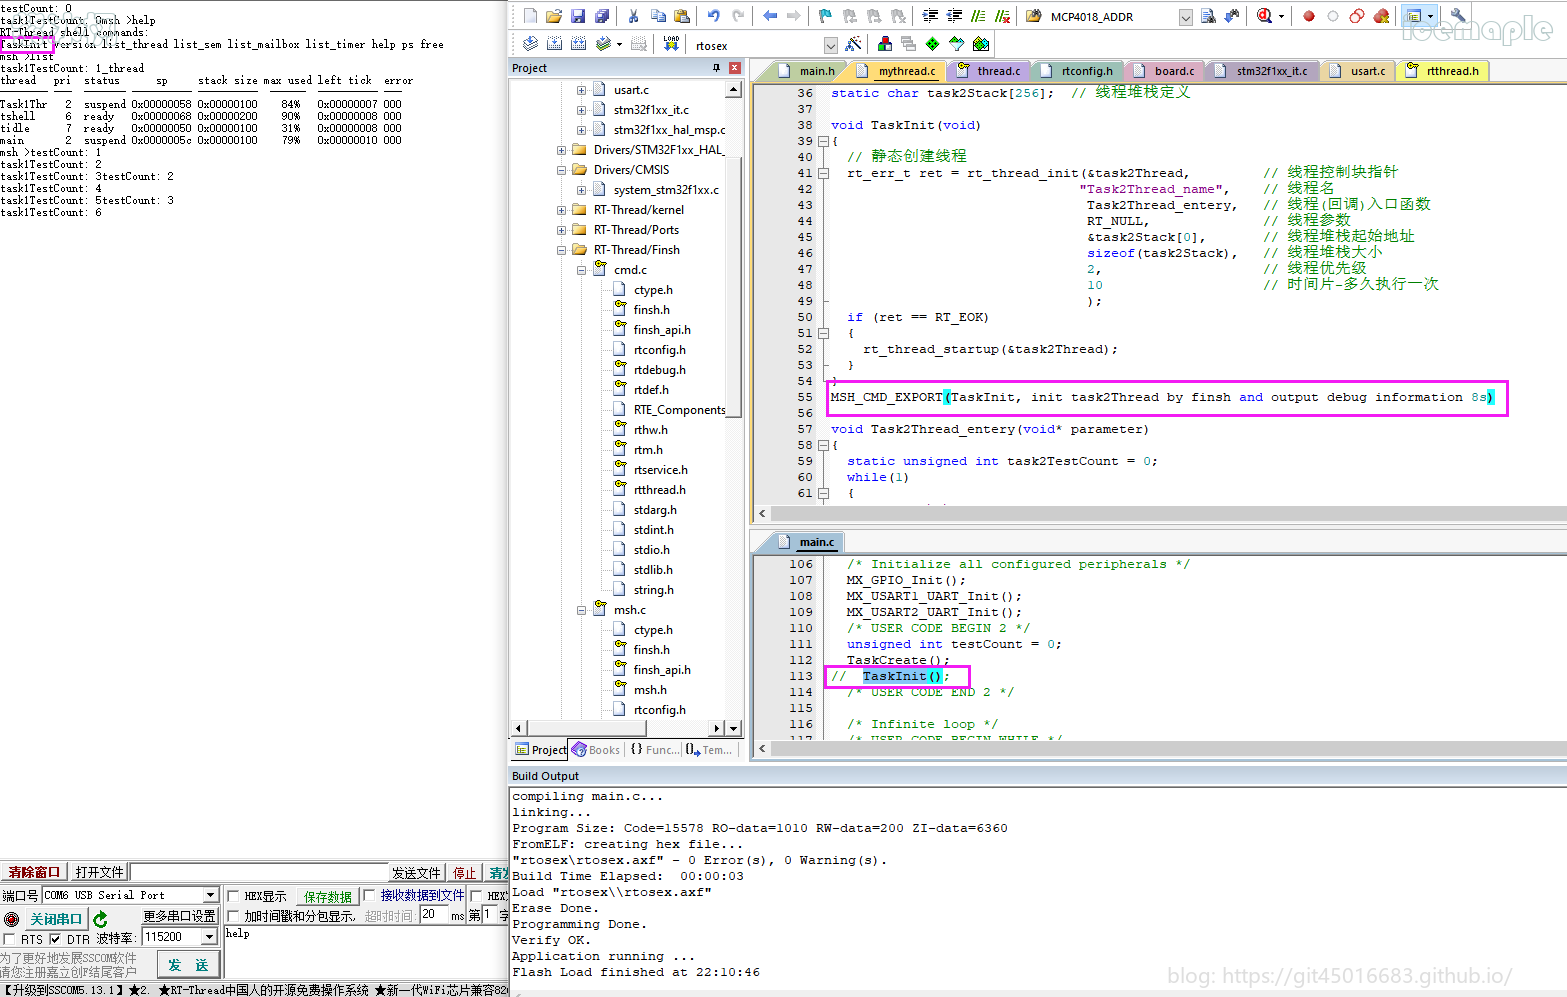 testCount: 0
task1TestCount: 0msh >help
RT-Thread shell commands:
TaskInit version list_thread list_sem list_mailbox list_timer help ps free
msh >list
task1TestCount: 1_thread
thread pri status sp stack size max used left tick error
Task1Thr 2 suspend 0x00000058 0x00000100 84% 0x00000007 000
tshell 6 ready 0x00000068 0x00000200 90% 0x00000008 000
tidle 7 ready 0x00000050 0x00000100 31% 0x00000008 000
main 2 suspend 0x0000005c 0x00000100 79% 0x00000010 000
msh >testCount: 1
task1TestCount: 2
task1TestCount: 3testCount: 2
task1TestCount: 4
task1TestCount: 5testCount: 3
task1TestCount: 6
清除窗口 打开文件 发送文件 停止 清发
端口号 COM6 USB Serial Port HEX显示 保存数据 接收数据到文件 HEX
关闭串口 更多串口设置 加时间戳和分包显示, 超时时间: 20 ms 第 1 字
RTS DTR 波特率: 115200 help
为了更好地发展SSCOM软件
请您注册嘉立创F结尾客户 发 送
【升级到SSCOM5.13.1】★2. ★RT-Thread中国人的开源免费操作系统 ★新一代WiFi芯片兼容826
MCP4018_ADDR
LOAD rtosex
icemaple
Project
usart.c
stm32f1xx_it.c
stm32f1xx_hal_msp.c
Drivers/STM32F1xx_HAL_
Drivers/CMSIS
system_stm32f1xx.c
RT-Thread/kernel
RT-Thread/Ports
RT-Thread/Finsh
cmd.c
ctype.h
finsh.h
finsh_api.h
rtconfig.h
rtdebug.h
rtdef.h
RTE_Components
rthw.h
rtm.h
rtservice.h
rtthread.h
stdarg.h
stdint.h
stdio.h
stdlib.h
string.h
msh.c
ctype.h
finsh.h
finsh_api.h
msh.h
rtconfig.h
Project Books {} Func... Tem...
main.h mythread.c thread.c rtconfig.h board.c stm32f1xx_it.c usart.c rtthread.h
36 static char task2Stack[256]; // 线程堆栈定义
37
38 void TaskInit(void)
39 {
40 // 静态创建线程
41 rt_err_t ret = rt_thread_init(&task2Thread, // 线程控制块指针
42 "Task2Thread_name", // 线程名
43 Task2Thread_entery, // 线程(回调)入口函数
44 RT_NULL, // 线程参数
45 &task2Stack[0], // 线程堆栈起始地址
46 sizeof(task2Stack), // 线程堆栈大小
47 2, // 线程优先级
48 10 // 时间片-多久执行一次
49 );
50 if (ret == RT_EOK)
51 {
52 rt_thread_startup(&task2Thread);
53 }
54 }
55 MSH_CMD_EXPORT(TaskInit, init task2Thread by finsh and output debug information 8s)
56
57 void Task2Thread_entery(void* parameter)
58 {
59 static unsigned int task2TestCount = 0;
60 while(1)
61 {
main.c
106 /* Initialize all configured peripherals */
107 MX_GPIO_Init();
108 MX_USART1_UART_Init();
109 MX_USART2_UART_Init();
110 /* USER CODE BEGIN 2 */
111 unsigned int testCount = 0;
112 TaskCreate();
113 // TaskInit();
114 /* USER CODE END 2 */
115
116 /* Infinite loop */
117 /* USER CODE BEGIN WHILE */
Build Output
compiling main.c...
linking...
Program Size: Code=15578 RO-data=1010 RW-data=200 ZI-data=6360
FromELF: creating hex file...
"rtosex\rtosex.axf" - 0 Error(s), 0 Warning(s).
Build Time Elapsed: 00:00:03
Load "rtosex\\rtosex.axf"
Erase Done.
Programming Done.
Verify OK.
Application running ...
Flash Load finished at 22:10:46
blog: https://git45016683.github.io/